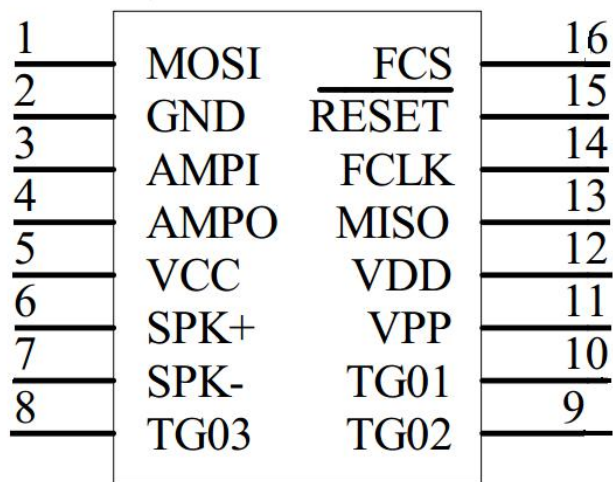 1 MOSI FCS 16
2 GND RESET 15
3 AMPI FCLK 14
4 AMPO MISO 13
5 VCC VDD 12
6 SPK+ VPP 11
7 SPK- TG01 10
8 TG03 TG02 9